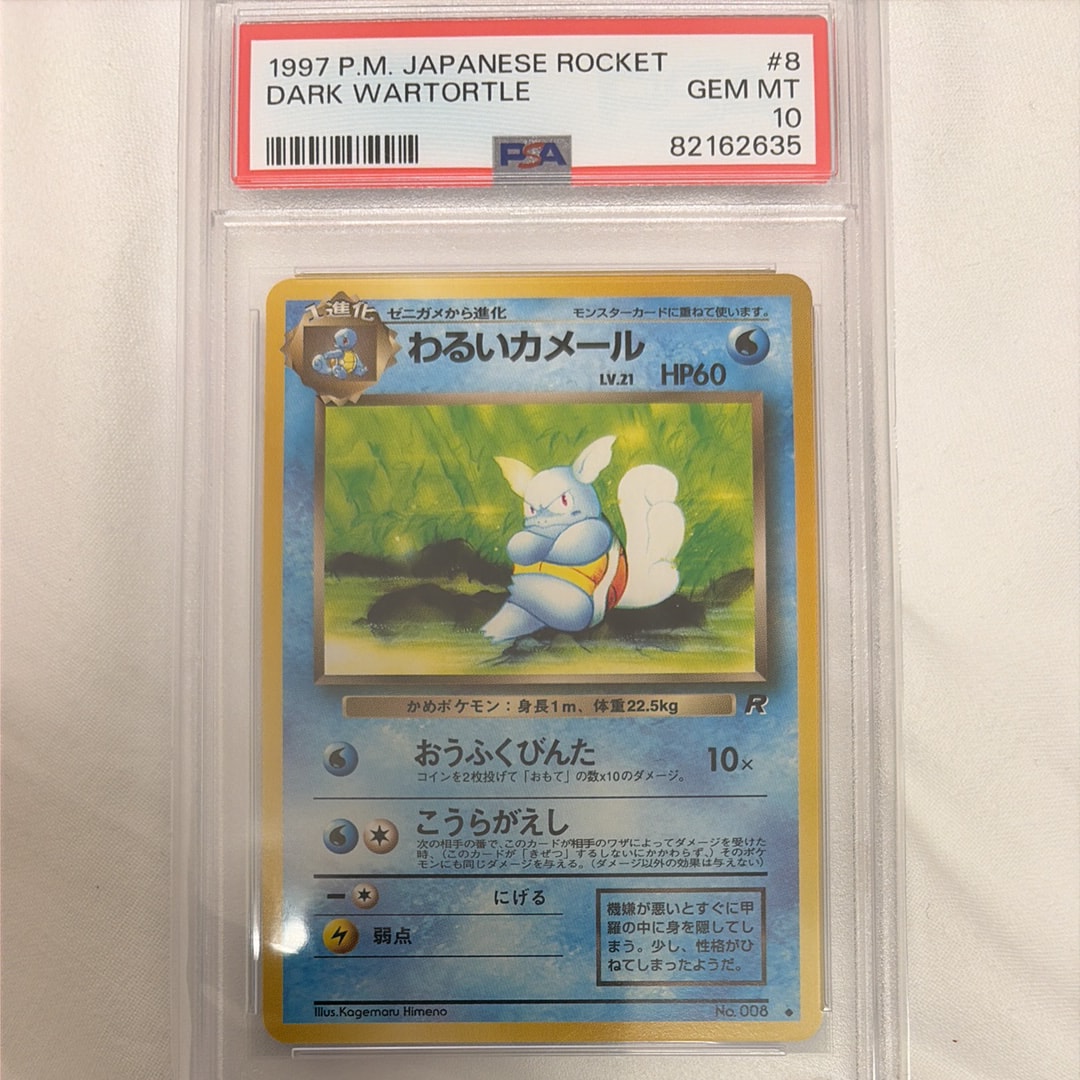 1997 P.M. JAPANESE ROCKET #8
DARK WARTORTLE GEM MT
10
PSA 82162635
1進化 ゼニガメから進化 モンスターカードに重ねて使います。
わるいカメール
LV.21 HP60
かめポケモン：身長1m、体重22.5kg R
おうふくびんた 10×
コインを2枚投げて「おもて」の数x10のダメージ。
こうらがえし
次の相手の番で、このカードが相手のワザによってダメージを受けた
時、（このカードが「きぜつ」するしないにかかわらず、）そのポケ
モンにも同じダメージを与える。（ダメージ以外の効果は与えない）
にげる
弱点
機嫌が悪いとすぐに甲
羅の中に身を隠してし
まう。少し、性格がひ
ねてしまったようだ。
Illus.Kagemaru Himeno No.008